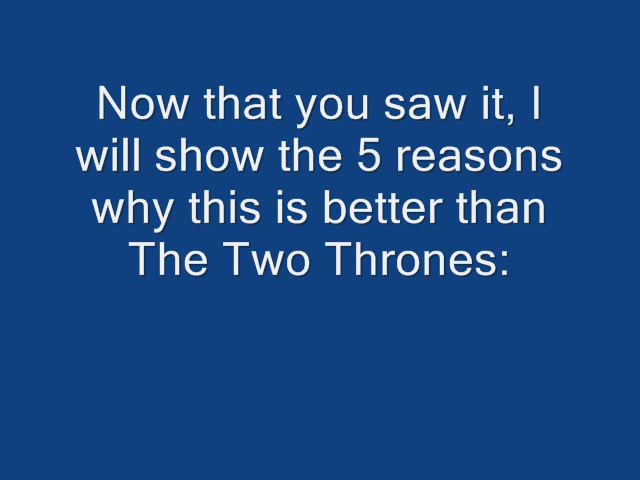 Now that you saw it, I
will show the 5 reasons
why this is better than
The Two Thrones: